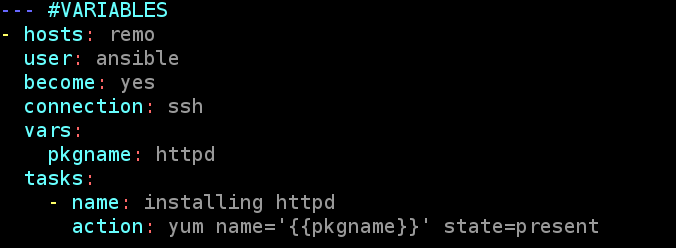 --- #VARIABLES
- hosts: remo
  user: ansible
  become: yes
  connection: ssh
  vars:
    pkgname: httpd
  tasks:
    - name: installing httpd
      action: yum name='{{pkgname}}' state=present